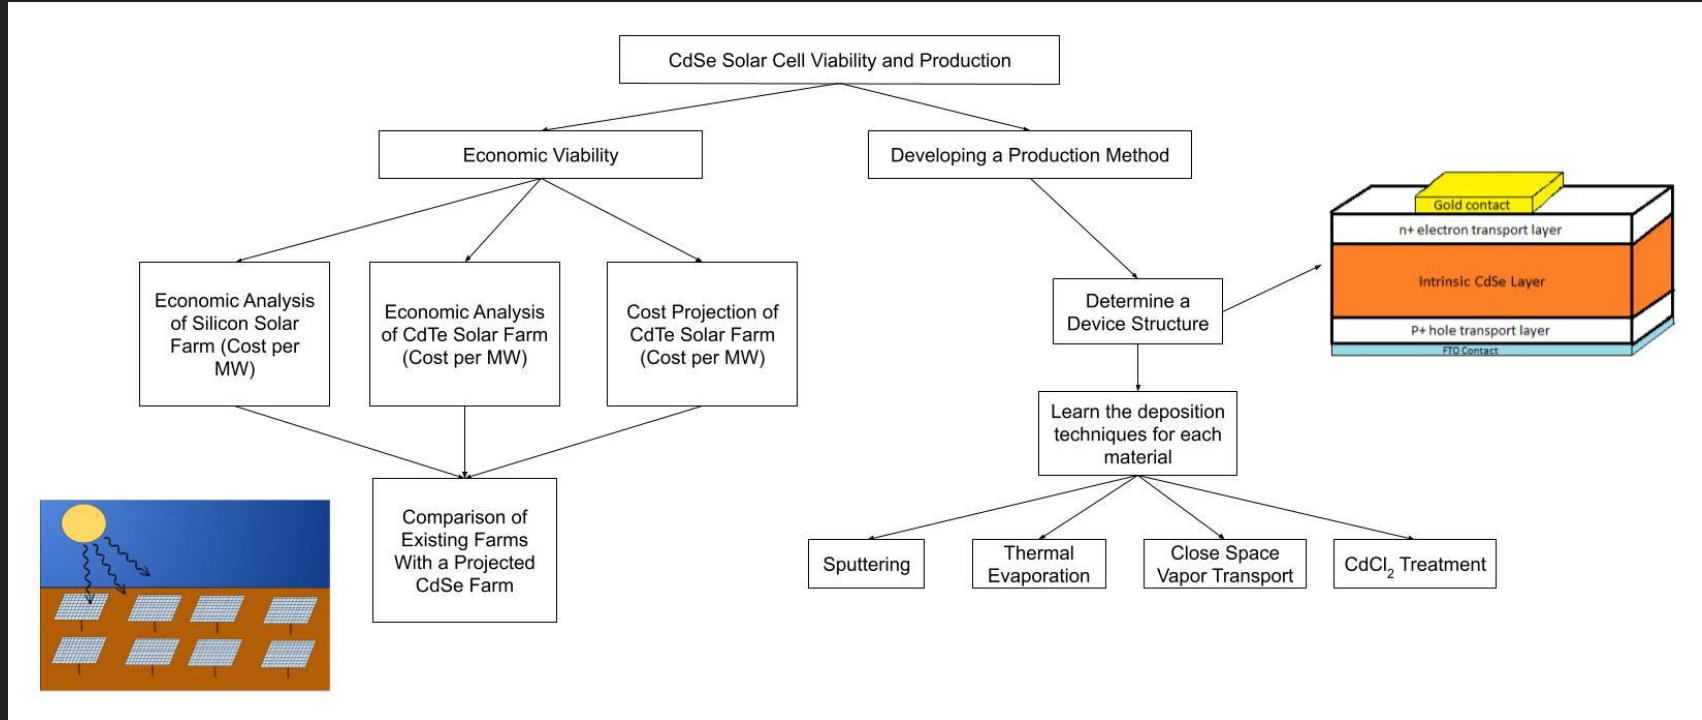 CdSe Solar Cell Viability and Production
Economic Viability
Developing a Production Method
Economic Analysis
of Silicon Solar
Farm (Cost per
MW)
Economic Analysis
of CdTe Solar Farm
(Cost per MW)
Cost Projection of
CdTe Solar Farm
(Cost per MW)
Comparison of
Existing Farms
With a Projected
CdSe Farm
Determine a
Device Structure
Learn the deposition
techniques for each
material
Sputtering
Thermal
Evaporation
Close Space
Vapor Transport
CdCl₂ Treatment
Gold contact
n+ electron transport layer
Intrinsic CdSe Layer
P+ hole transport layer
FTO Contact